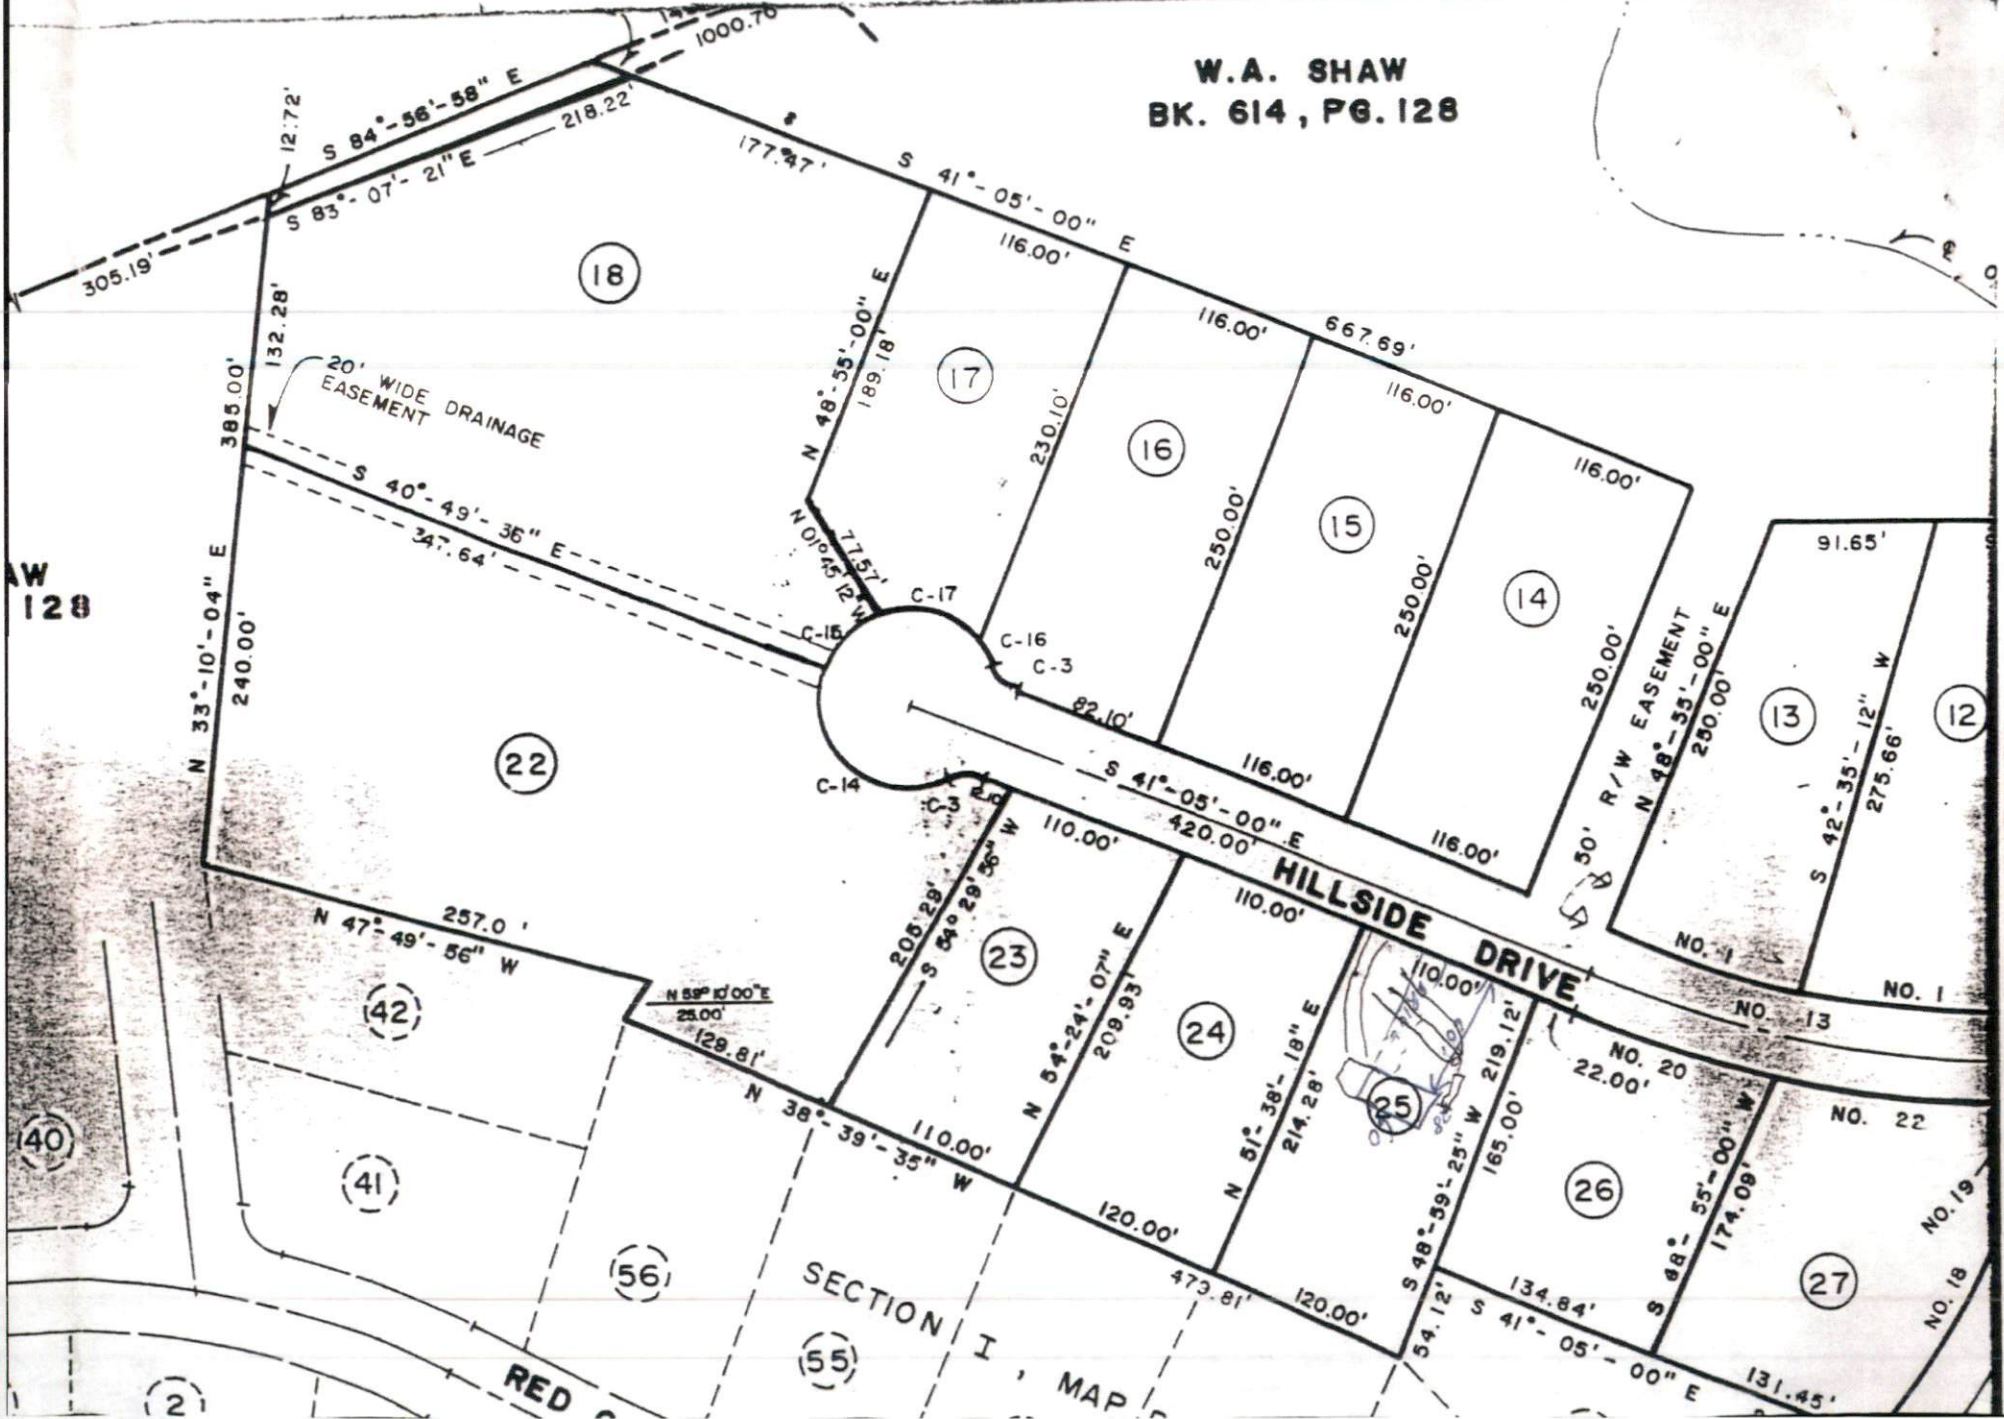 1000.70
W.A. SHAW
BK. 614, PG. 128
S 84°-56'-58" E
12.72'
S 83°-07'-21" E
218.22'
305.19'
177.47'
S 41°-05'-00" E
667.69'
18
132.28'
385.00'
20' WIDE DRAINAGE
EASEMENT
N 48°-55'-00" E
189.18'
116.00'
17
230.10'
116.00'
16
250.00'
116.00'
15
250.00'
116.00'
14
250.00'
S 40°-49'-36" E
347.64'
N 01°45'12" W
77.57'
C-17
C-15
C-16
C-3
82.10'
116.00'
116.00'
AW
128
N 33°-10'-04" E
240.00'
22
C-14
C-3
12.10'
S 41°-05'-00" E
420.00'
HILLSIDE DRIVE
50' R/W EASEMENT
N 48°-55'-00" E
250.00'
91.65'
13
S 42°-35'-12" W
275.66'
12
NO. 1
NO. 1
NO. 13
N 47°-49'-56" W
257.0'
N 59°10'00"E
25.00'
129.81'
205.29'
S 54° 29' 36" W
110.00'
23
N 54°-24'-07" E
209.93'
110.00'
24
N 51°-38'-18" E
214.28'
110.00'
25
219.12'
S 48°-59'-25" W
165.00'
54.12'
NO. 20
22.00'
26
S 48°-55'-00" W
174.09'
NO. 22
27
NO. 19
NO. 18
N 38°-39'-35" W
110.00'
120.00'
479.81'
120.00'
134.84'
S 41°-05'-00" E
131.45'
42
40
41
56
55
2
SECTION I, MAP
RED